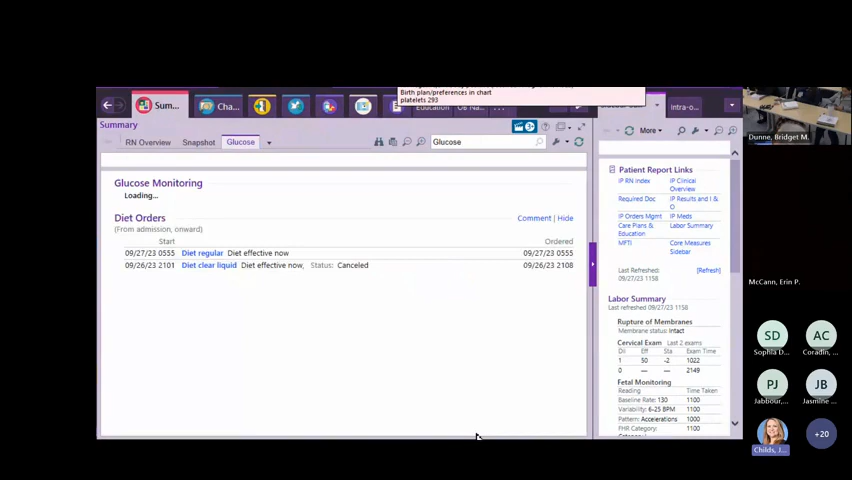 Birth plan/preferences in chart
platelets 293
Sum... Cha... Education Intra-o...
Summary
RN Overview Snapshot Glucose
Glucose
More
Glucose Monitoring
Loading...
Diet Orders
Comment | Hide
(From admission, onward)
Start Ordered
09/27/23 0555 Diet regular Diet effective now 09/27/23 0555
09/26/23 2101 Diet clear liquid Diet effective now, Status: Canceled 09/26/23 2108
Patient Report Links
IP RN Index IP Clinical Overview
Required Doc IP Results and I & O
IP Orders Mgmt IP Meds
Care Plans & Education Labor Summary
MFTI Core Measures Sidebar
Last Refreshed: [Refresh]
09/27/23 1158
Labor Summary
Last refreshed 09/27/23 1158
Rupture of Membranes
Membrane status: Intact
Cervical Exam Last 2 exams
Dil Eff Sta Exam Time
1 50 -2 1022
0 — — 2149
Fetal Monitoring
Reading Time Taken
Baseline Rate: 130 1100
Variability: 6-25 BPM 1100
Pattern: Accelerations 1000
FHR Category: 1100
Dunne, Bridget M.
McCann, Erin P.
SD AC
Sophia D... Coradin, ...
PJ JB
Jabbour,... Jasmine ...
+20
Childs, J...